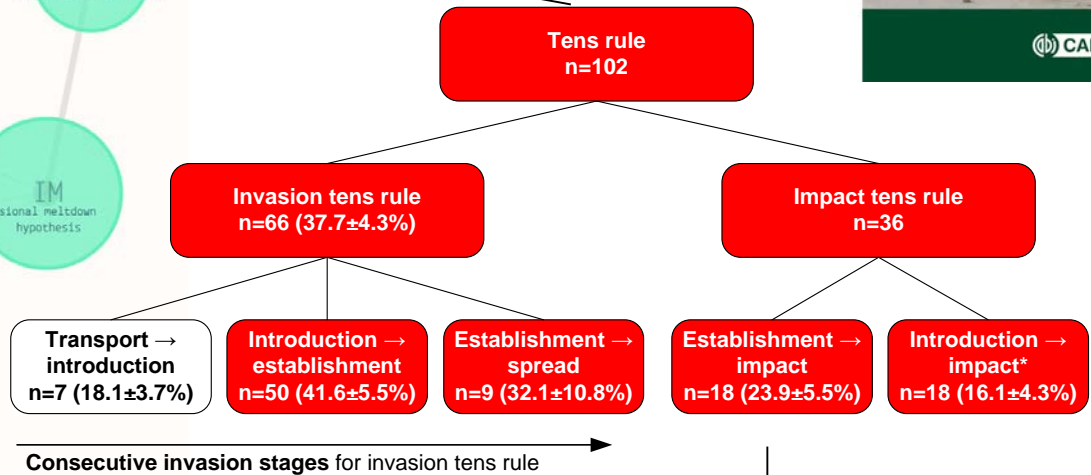 Tens rule
n=102
IM
sional meltdown
hypothesis
Invasion tens rule
n=66 (37.7±4.3%)
Impact tens rule
n=36
Transport →
introduction
n=7 (18.1±3.7%)
Introduction →
establishment
n=50 (41.6±5.5%)
Establishment →
spread
n=9 (32.1±10.8%)
Establishment →
impact
n=18 (23.9±5.5%)
Introduction →
impact*
n=18 (16.1±4.3%)
Consecutive invasion stages for invasion tens rule